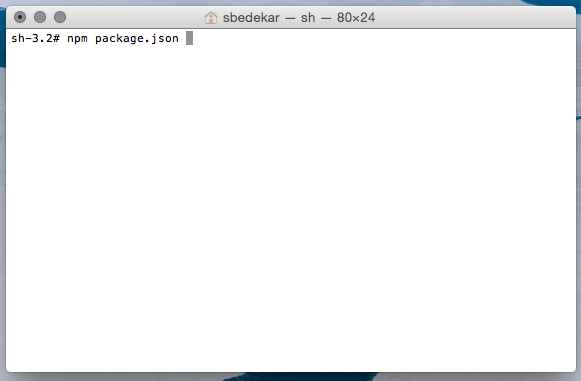 sbedekar — sh — 80×24
sh-3.2# npm package.json